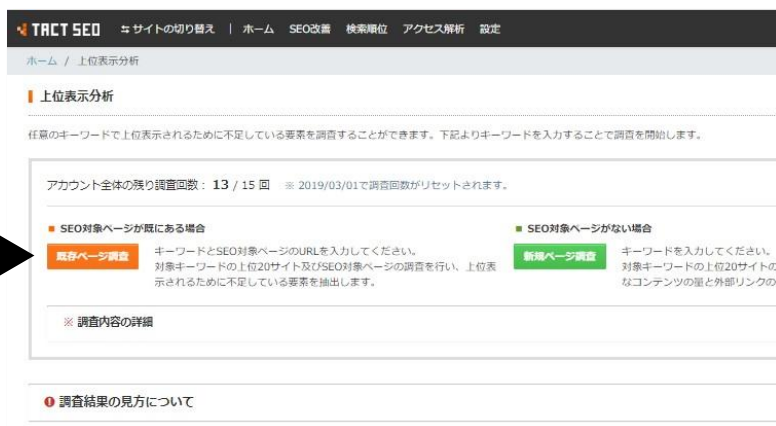 TACT SEO サイトの切り替え | ホーム SEO改善 検索順位 アクセス解析 設定
ホーム / 上位表示分析
上位表示分析
任意のキーワードで上位表示されるために不足している要素を調査することができます。下記よりキーワードを入力することで調査を開始します。
アカウント全体の残り調査回数： 13 / 15 回 ※ 2019/03/01で調査回数がリセットされます。
SEO対象ページが既にある場合
既存ページ調査
キーワードとSEO対象ページのURLを入力してください。
対象キーワードの上位20サイト及びSEO対象ページの調査を行い、上位表
示されるために不足している要素を抽出します。
SEO対象ページがない場合
新規ページ調査
キーワードを入力してください。
対象キーワードの上位20サイトの
なコンテンツの量と外部リンクの
※ 調査内容の詳細
調査結果の見方について